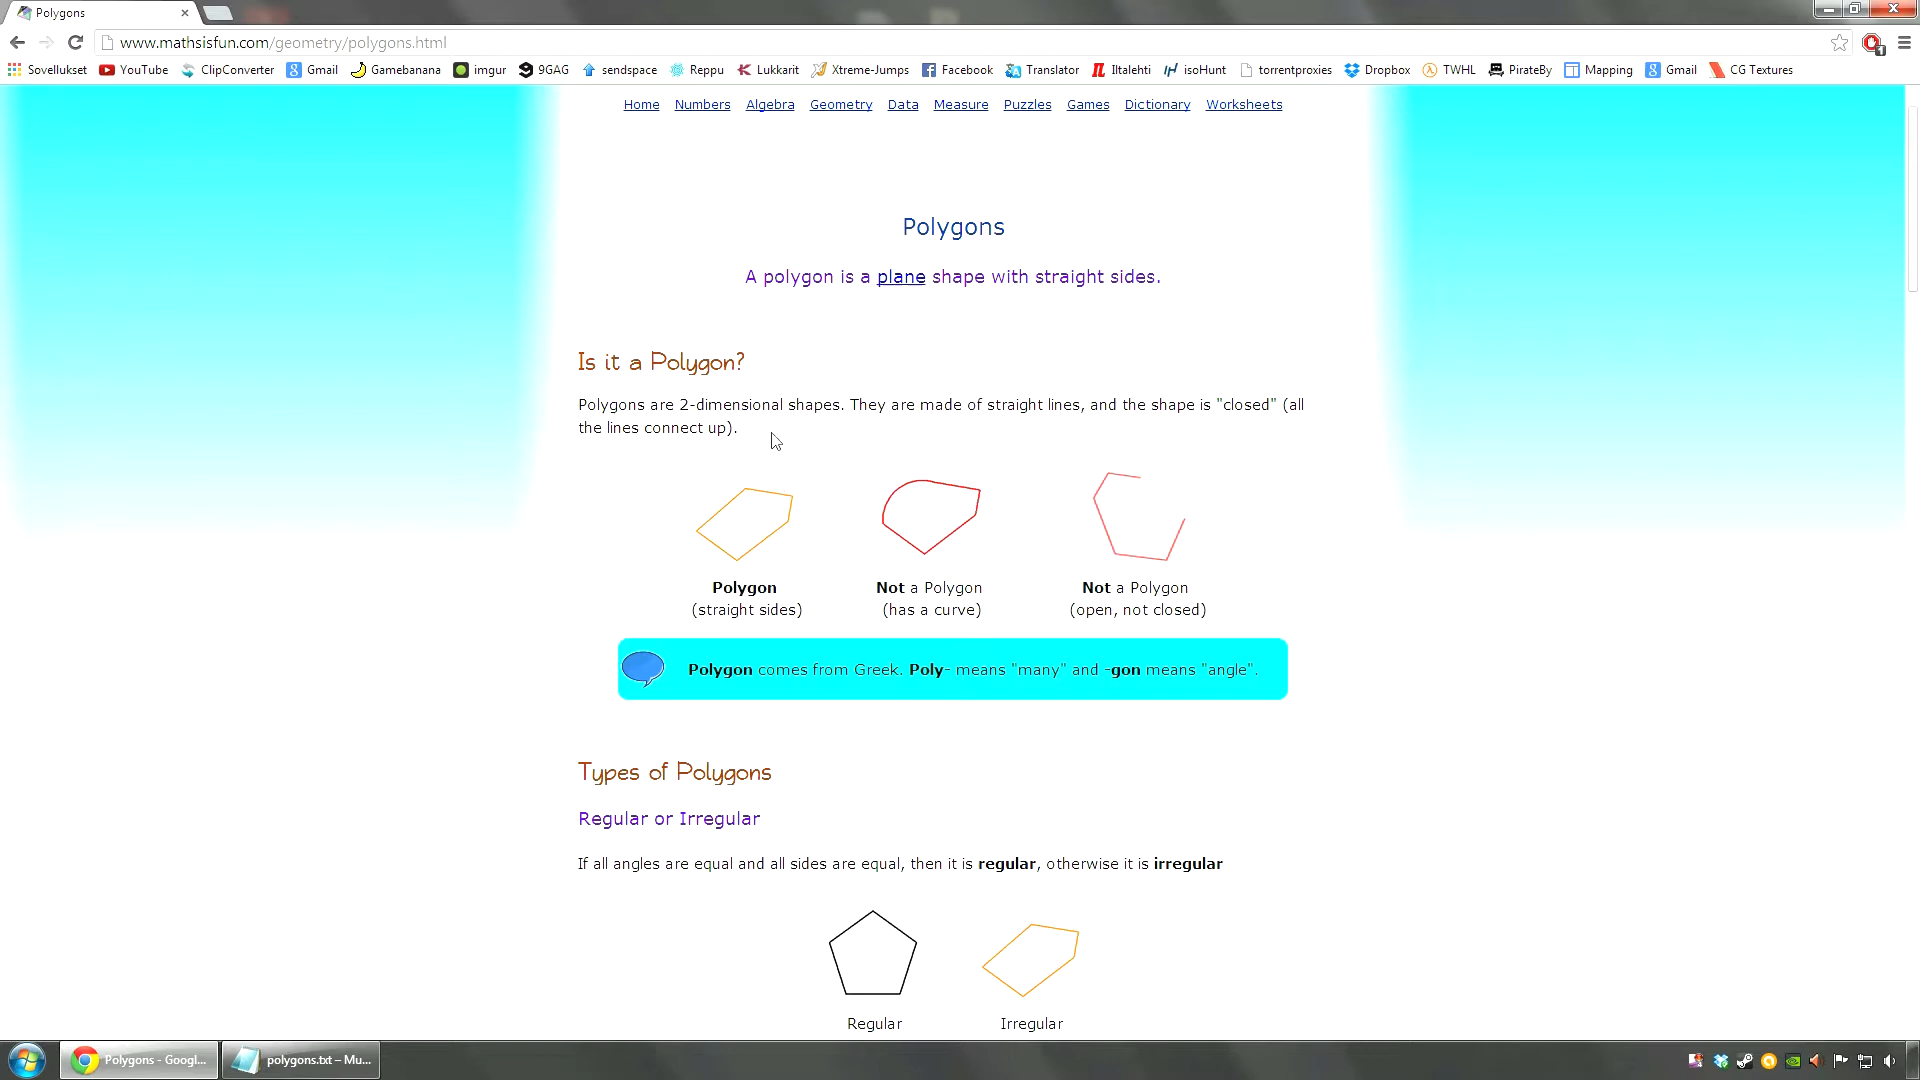 Polygons
www.mathsisfun.com/geometry/polygons.html
Sovellukset YouTube ClipConverter Gmail Gamebanana imgur 9GAG sendspace Reppu Lukkarit Xtreme-Jumps Facebook Translator Iltalehti isoHunt torrentproxies Dropbox TWHL PirateBy Mapping Gmail CG Textures
Home Numbers Algebra Geometry Data Measure Puzzles Games Dictionary Worksheets
Polygons
A polygon is a plane shape with straight sides.
Is it a Polygon?
Polygons are 2-dimensional shapes. They are made of straight lines, and the shape is "closed" (all
the lines connect up).
Polygon Not a Polygon Not a Polygon
(straight sides) (has a curve) (open, not closed)
Polygon comes from Greek. Poly- means "many" and -gon means "angle".
Types of Polygons
Regular or Irregular
If all angles are equal and all sides are equal, then it is regular, otherwise it is irregular
Regular Irregular
Polygons - Googl... polygons.txt – Mu...